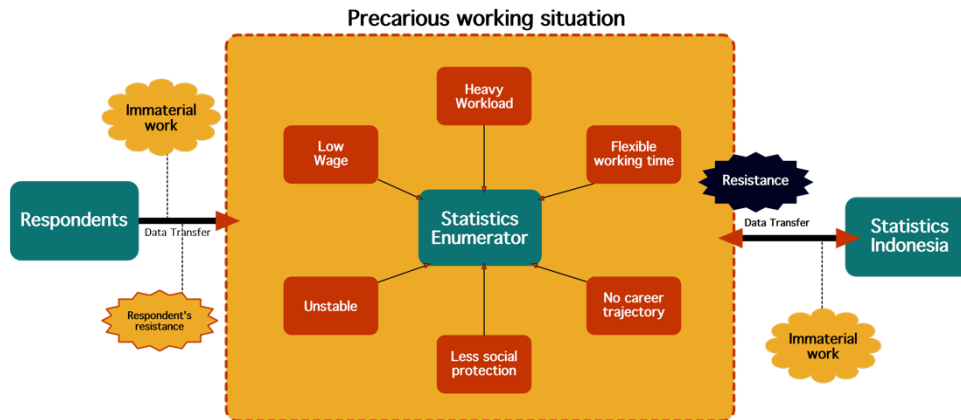 Precarious working situation
Immaterial
work
Respondents
Data Transfer
Respondent's
resistance
Heavy
Workload
Low
Wage
Flexible
working time
Statistics
Enumerator
Unstable
No career
trajectory
Less social
protection
Resistance
Data Transfer
Statistics
Indonesia
Immaterial
work